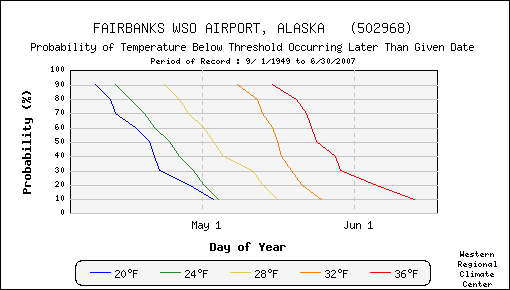 FAIRBANKS WSO AIRPORT, ALASKA (502968)
Probability of Temperature Below Threshold Occurring Later Than Given Date
Period of Record : 9/ 1/1949 to 6/30/2007
Probability (%)
100
90
80
70
60
50
40
30
20
10
0
May 1 Jun 1
Day of Year
20°F 24°F 28°F 32°F 36°F
Western
Regional
Climate
Center